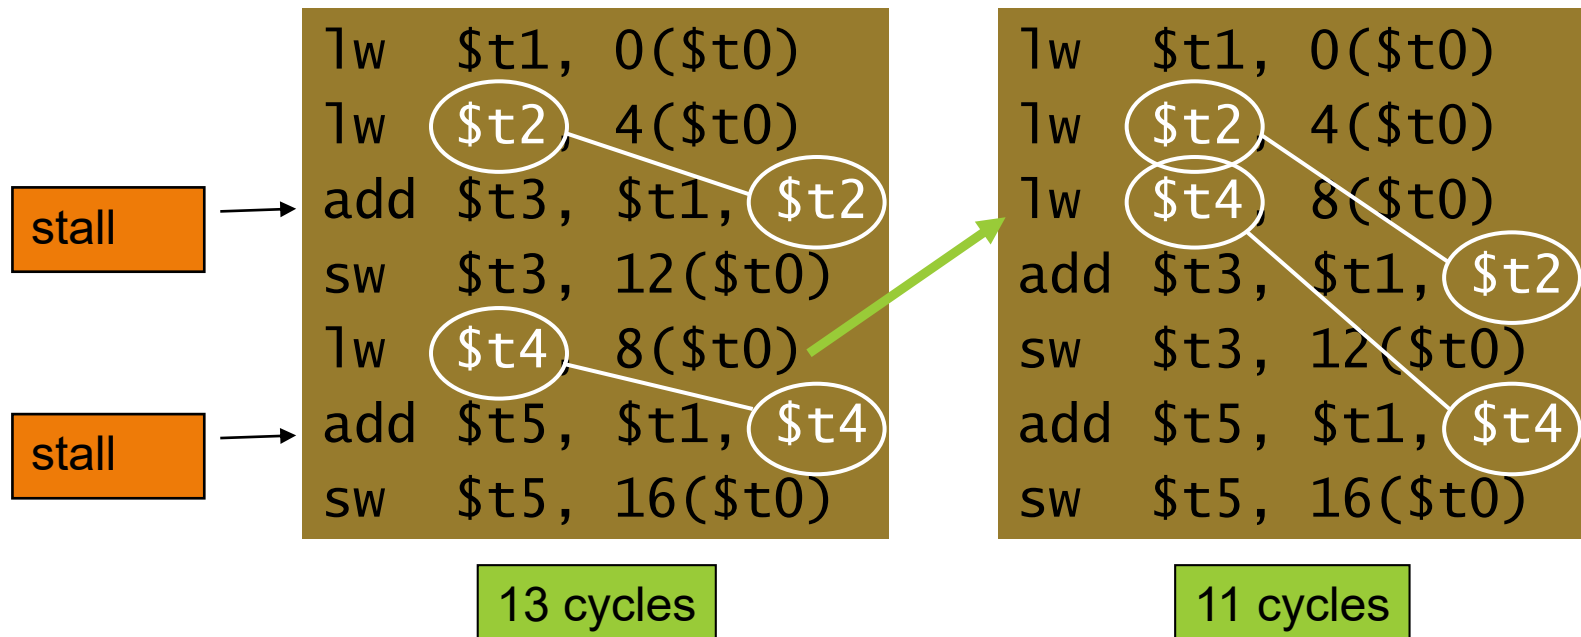 stall
stall
lw $t1, 0($t0)
lw $t2, 4($t0)
add $t3, $t1, $t2
sw $t3, 12($t0)
lw $t4, 8($t0)
add $t5, $t1, $t4
sw $t5, 16($t0)
13 cycles
lw $t1, 0($t0)
lw $t2, 4($t0)
lw $t4, 8($t0)
add $t3, $t1, $t2
sw $t3, 12($t0)
add $t5, $t1, $t4
sw $t5, 16($t0)
11 cycles